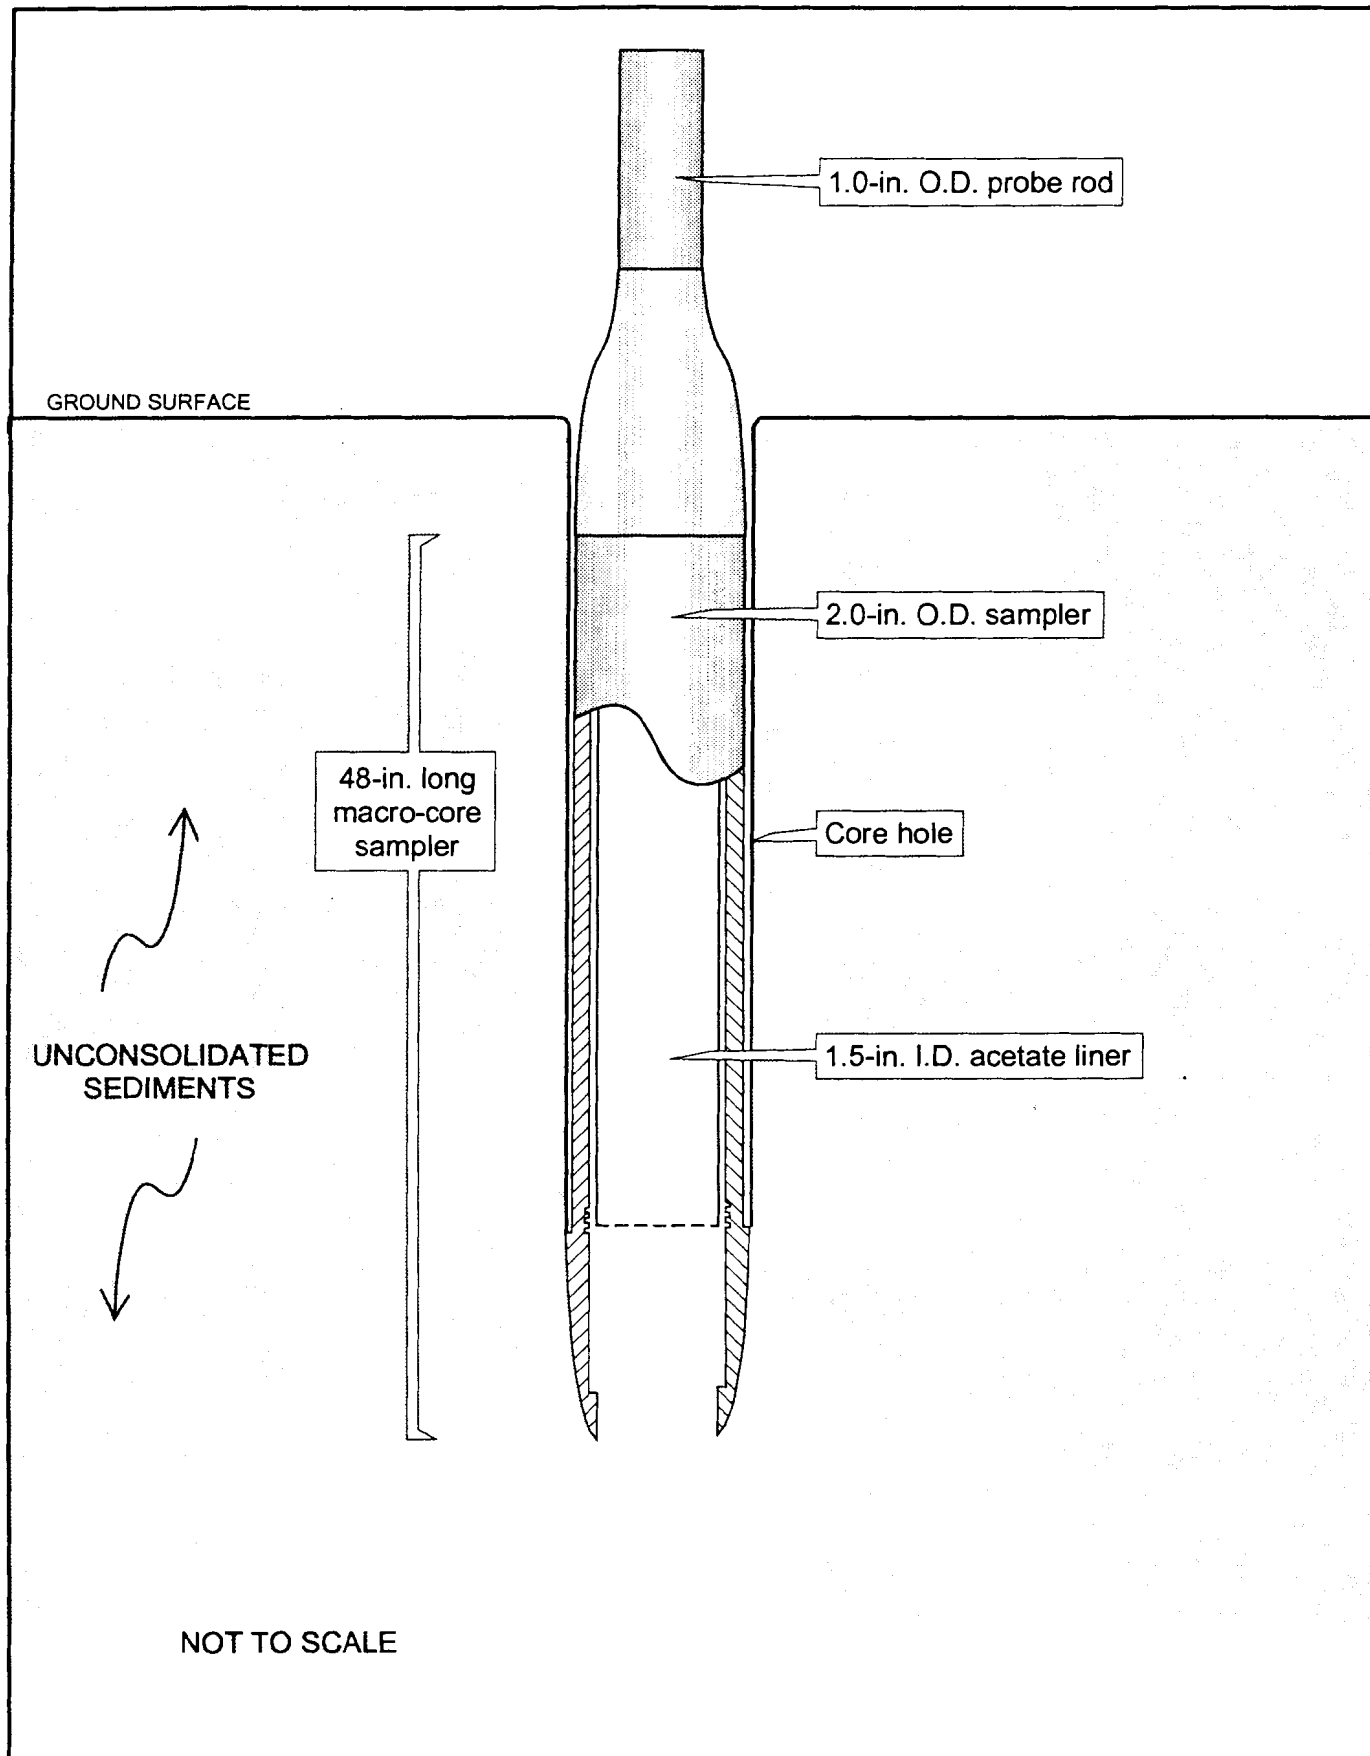 1.0-in. O.D. probe rod
GROUND SURFACE
2.0-in. O.D. sampler
48-in. long
macro-core
sampler
Core hole
UNCONSOLIDATED
SEDIMENTS
1.5-in. I.D. acetate liner
NOT TO SCALE